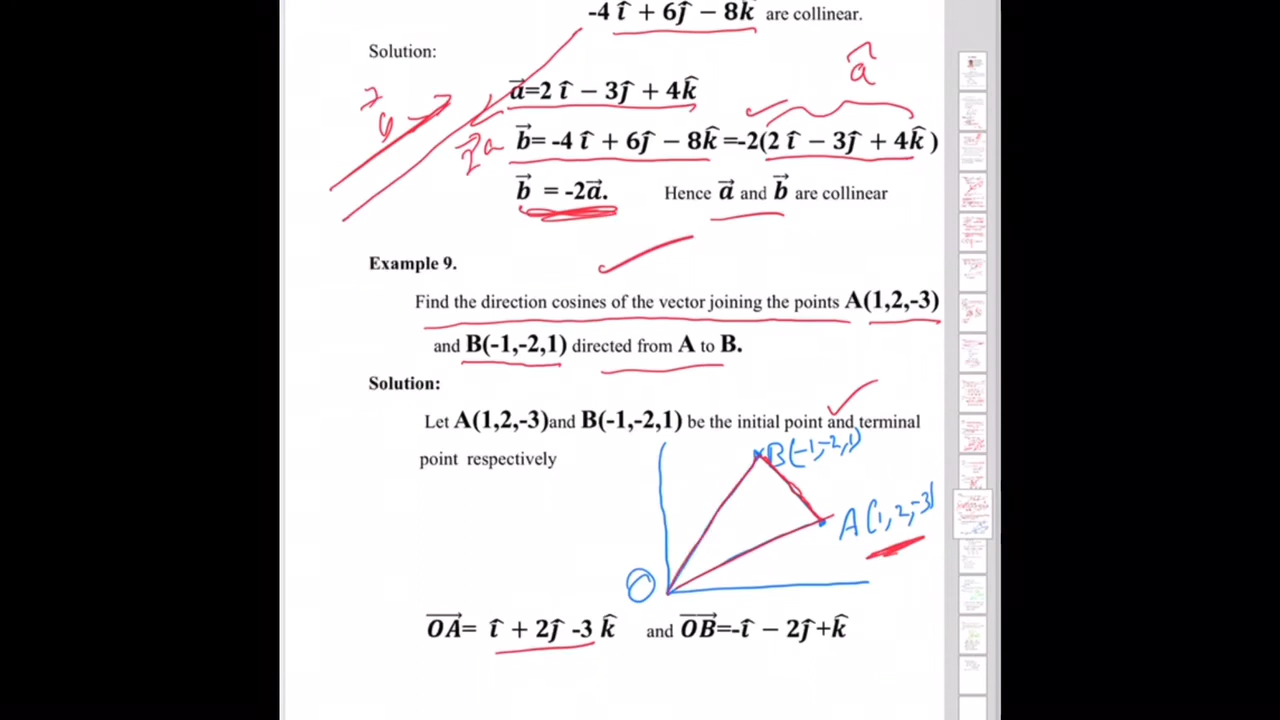 -4 î + 6ĵ − 8k̂ are collinear.
Solution:
â
a⃗=2 î − 3ĵ + 4k̂
b⃗= -4 î + 6ĵ − 8k̂ =-2(2 î − 3ĵ + 4k̂ )
b⃗ = -2a⃗. Hence a⃗ and b⃗ are collinear
Example 9.
Find the direction cosines of the vector joining the points A(1,2,-3)
and B(-1,-2,1) directed from A to B.
Solution:
Let A(1,2,-3)and B(-1,-2,1) be the initial point and terminal
point respectively
B(-1,-2,1)
A(1,2,-3)
O
OA⃗= î + 2ĵ -3 k̂ and OB⃗=-î − 2ĵ+k̂